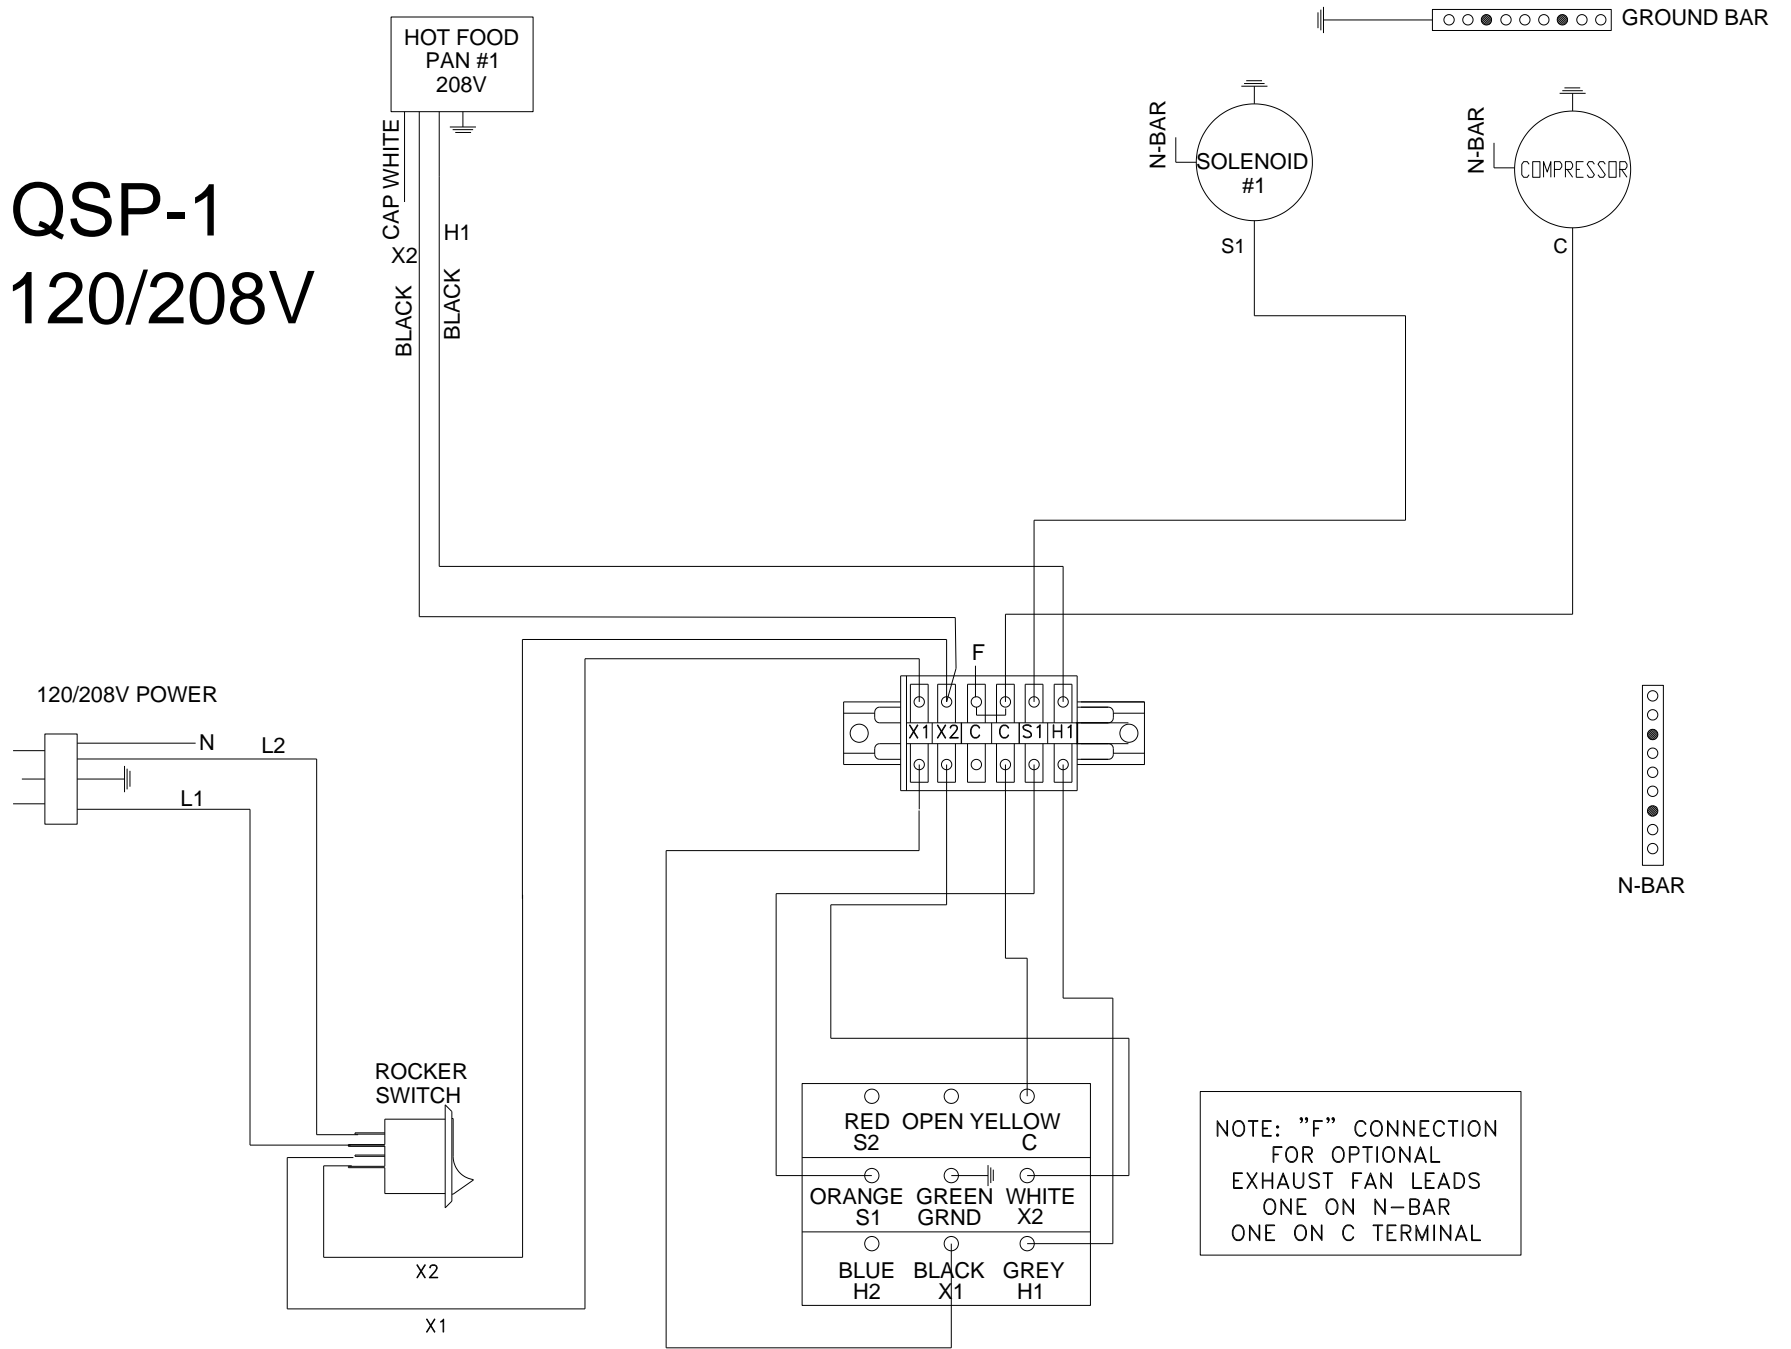 GROUND BAR
HOT FOOD
PAN #1
208V
CAP WHITE
N-BAR
SOLENOID
#1
N-BAR
COMPRESSOR
QSP-1
120/208V
H1
X2
S1
C
BLACK
BLACK
F
120/208V POWER
N
L2
L1
X1 X2 C C S1 H1
N-BAR
ROCKER
SWITCH
RED OPEN YELLOW
S2 C
ORANGE GREEN WHITE
S1 GRND X2
BLUE BLACK GREY
H2 X1 H1
NOTE: ”F” CONNECTION
FOR OPTIONAL
EXHAUST FAN LEADS
ONE ON N-BAR
ONE ON C TERMINAL
X2
X1